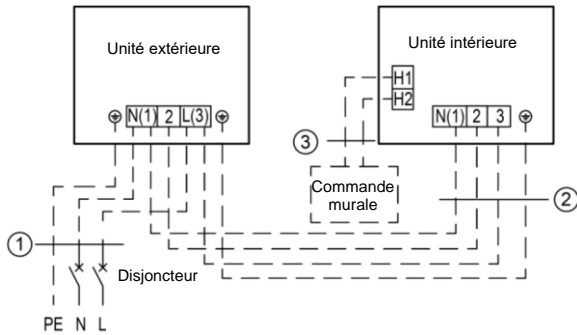 Unité extérieure
N(1) 2 L(3)
Unité intérieure
H1
H2
N(1) 2 3
3
Commande
murale
2
1
Disjoncteur
PE N L